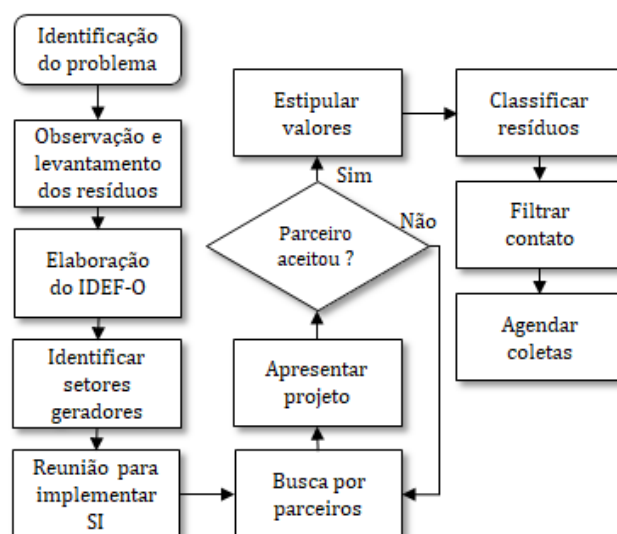 Identificação
do problema
Observação e
levantamento
dos resíduos
Elaboração
do IDEF-O
Identificar
setores
geradores
Reunião para
implementar
SI
Busca por
parceiros
Apresentar
projeto
Parceiro
aceitou ?
Sim
Não
Estipular
valores
Classificar
resíduos
Filtrar
contato
Agendar
coletas